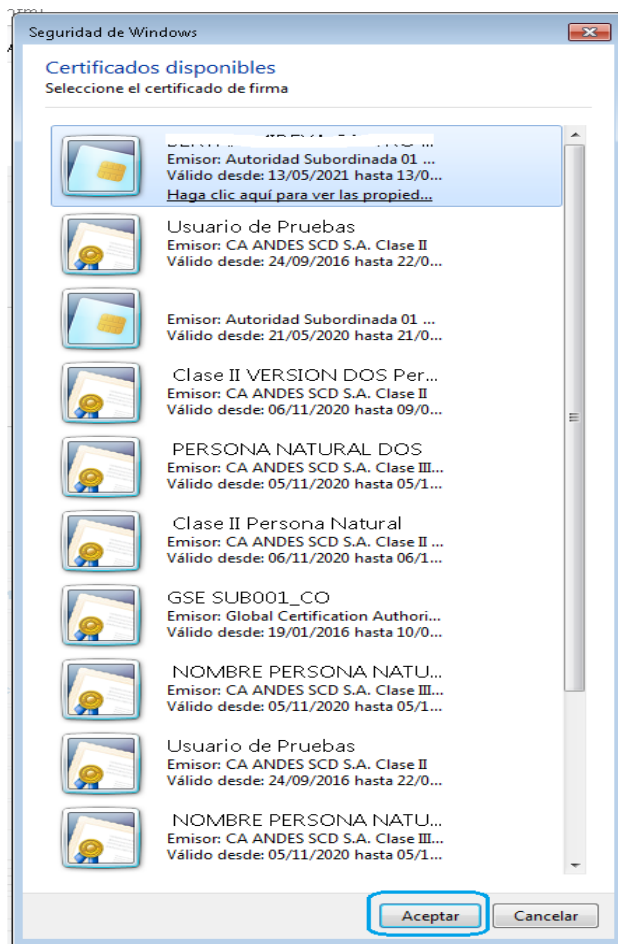 Seguridad de Windows
Certificados disponibles
Seleccione el certificado de firma
Emisor: Autoridad Subordinada 01 ...
Válido desde: 13/05/2021 hasta 13/0...
Haga clic aquí para ver las propied...
Usuario de Pruebas
Emisor: CA ANDES SCD S.A. Clase II
Válido desde: 24/09/2016 hasta 22/0...
Emisor: Autoridad Subordinada 01 ...
Válido desde: 21/05/2020 hasta 21/0...
Clase II VERSION DOS Per...
Emisor: CA ANDES SCD S.A. Clase II
Válido desde: 06/11/2020 hasta 09/0...
PERSONA NATURAL DOS
Emisor: CA ANDES SCD S.A. Clase III...
Válido desde: 05/11/2020 hasta 05/1...
Clase II Persona Natural
Emisor: CA ANDES SCD S.A. Clase II ...
Válido desde: 06/11/2020 hasta 06/1...
GSE SUB001_CO
Emisor: Global Certification Authori...
Válido desde: 19/01/2016 hasta 10/0...
NOMBRE PERSONA NATU...
Emisor: CA ANDES SCD S.A. Clase III...
Válido desde: 05/11/2020 hasta 05/1...
Usuario de Pruebas
Emisor: CA ANDES SCD S.A. Clase II
Válido desde: 24/09/2016 hasta 22/0...
NOMBRE PERSONA NATU...
Emisor: CA ANDES SCD S.A. Clase III...
Válido desde: 05/11/2020 hasta 05/1...
Aceptar
Cancelar